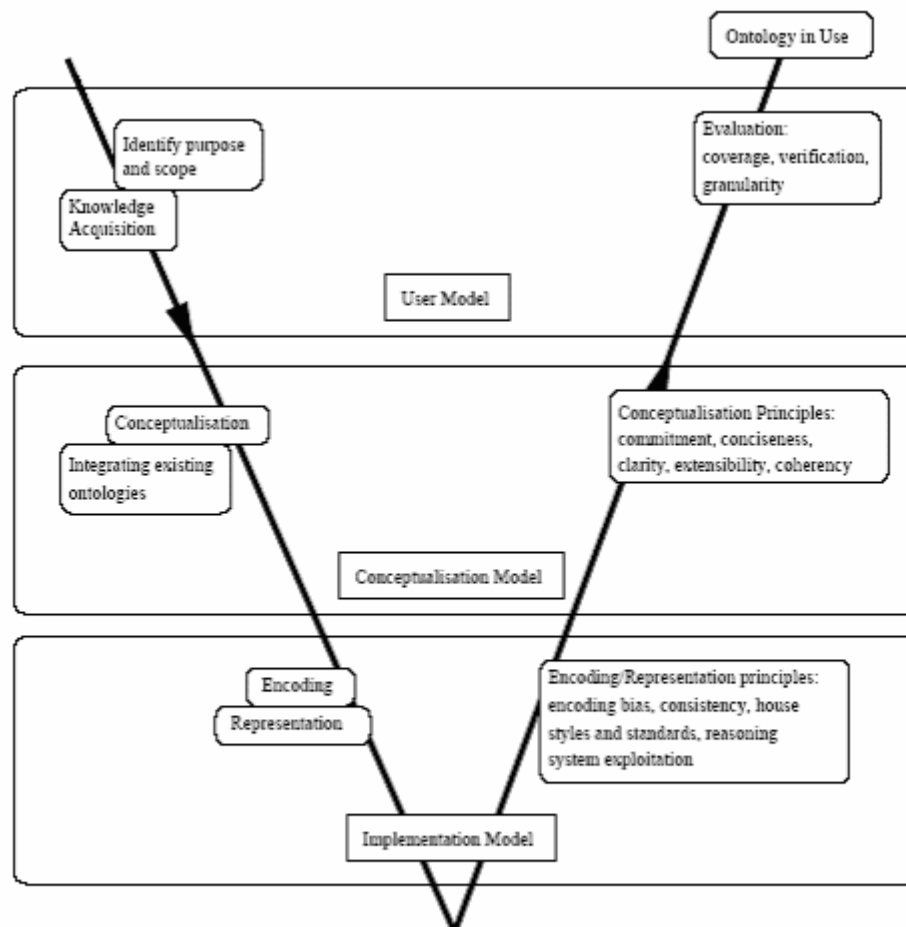 Ontology in Use
Identify purpose
and scope
Knowledge
Acquisition
Evaluation:
coverage, verification,
granularity
User Model
Conceptualisation
Integrating existing
ontologies
Conceptualisation Principles:
commitment, conciseness,
clarity, extensibility, coherency
Conceptualisation Model
Encoding
Representation
Encoding/Representation principles:
encoding bias, consistency, house
styles and standards, reasoning
system exploitation
Implementation Model